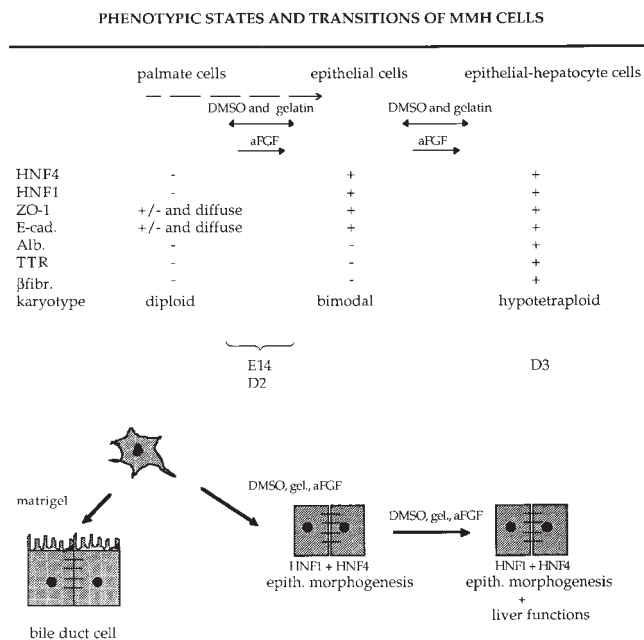 PHENOTYPIC STATES AND TRANSITIONS OF MMH CELLS
palmate cells epithelial cells epithelial-hepatocyte cells
DMSO and gelatin DMSO and gelatin
aFGF aFGF
HNF4 - + +
HNF1 - + +
ZO-1 +/- and diffuse + +
E-cad. +/- and diffuse + +
Alb. - - +
TTR - - +
βfibr. - - +
karyotype diploid bimodal hypotetraploid
E14 D3
D2
matrigel
DMSO, gel., aFGF
DMSO, gel., aFGF
HNF1 + HNF4 HNF1 + HNF4
epith. morphogenesis epith. morphogenesis
+
liver functions
bile duct cell